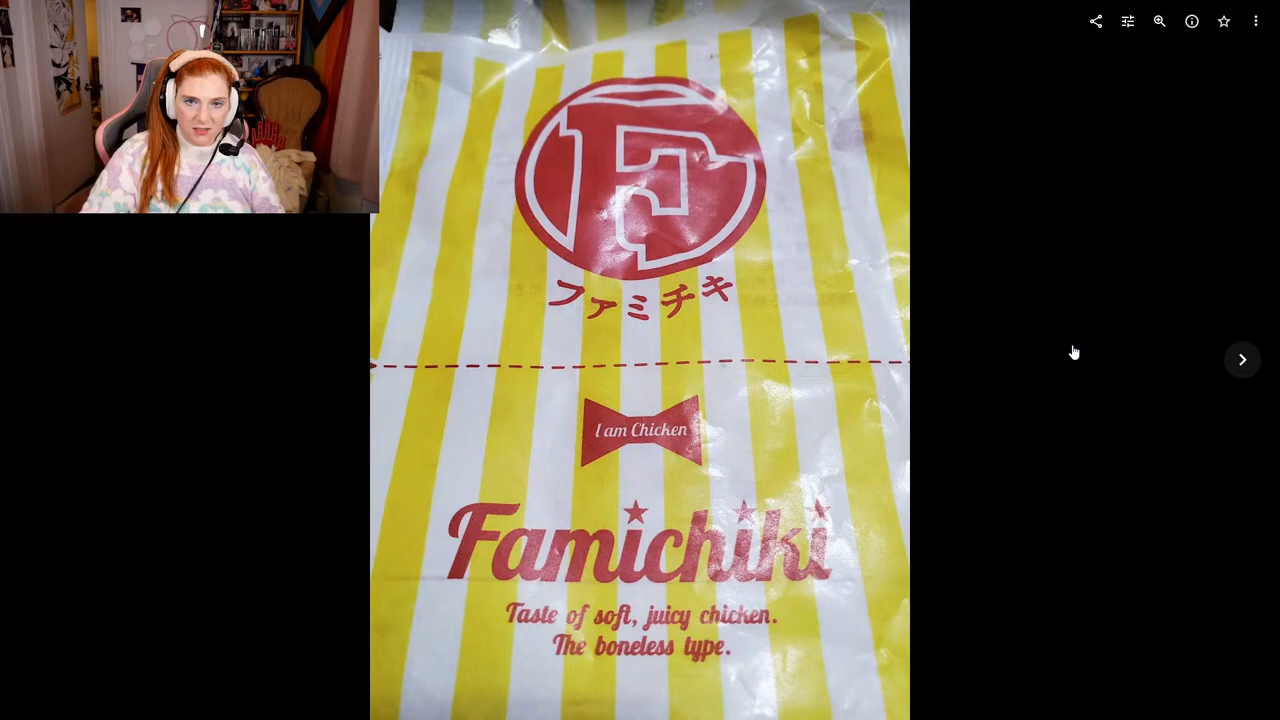 F
ファミチキ
I am Chicken
Famichiki
Taste of soft, juicy chicken.
The boneless type.